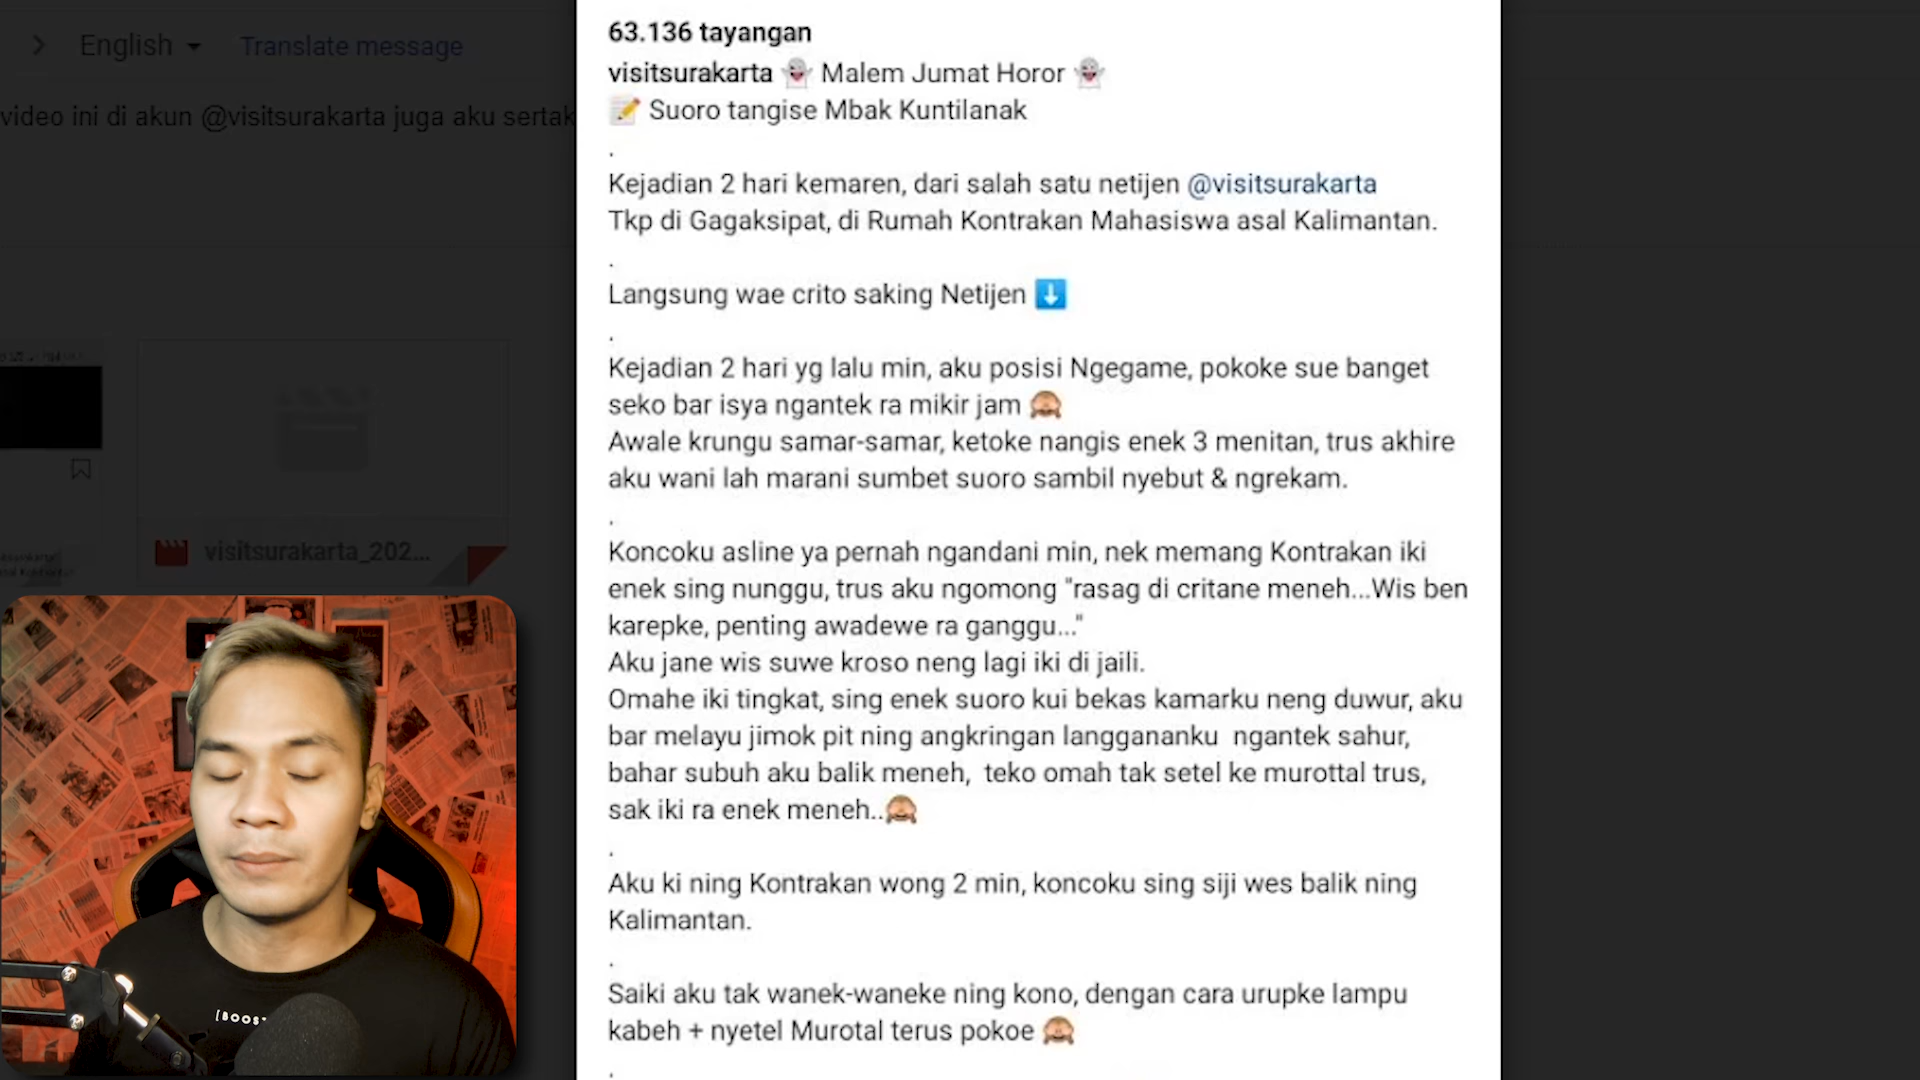 English
Translate message
video ini di akun @visitsurakarta juga aku sertak
visitsurakarta_202...
[BOOST
63.136 tayangan
visitsurakarta 👻 Malem Jumat Horor 👻
📝 Suoro tangise Mbak Kuntilanak
.
Kejadian 2 hari kemaren, dari salah satu netijen @visitsurakarta
Tkp di Gagaksipat, di Rumah Kontrakan Mahasiswa asal Kalimantan.
.
Langsung wae crito saking Netijen ⬇️
.
Kejadian 2 hari yg lalu min, aku posisi Ngegame, pokoke sue banget
seko bar isya ngantek ra mikir jam 🙈
Awale krungu samar-samar, ketoke nangis enek 3 menitan, trus akhire
aku wani lah marani sumbet suoro sambil nyebut & ngrekam.
.
Koncoku asline ya pernah ngandani min, nek memang Kontrakan iki
enek sing nunggu, trus aku ngomong "rasag di critane meneh...Wis ben
karepke, penting awadewe ra ganggu..."
Aku jane wis suwe kroso neng lagi iki di jaili.
Omahe iki tingkat, sing enek suoro kui bekas kamarku neng duwur, aku
bar melayu jimok pit ning angkringan langgananku ngantek sahur,
bahar subuh aku balik meneh, teko omah tak setel ke murottal trus,
sak iki ra enek meneh..🙈
.
Aku ki ning Kontrakan wong 2 min, koncoku sing siji wes balik ning
Kalimantan.
.
Saiki aku tak wanek-waneke ning kono, dengan cara urupke lampu
kabeh + nyetel Murotal terus pokoe 🙈
.